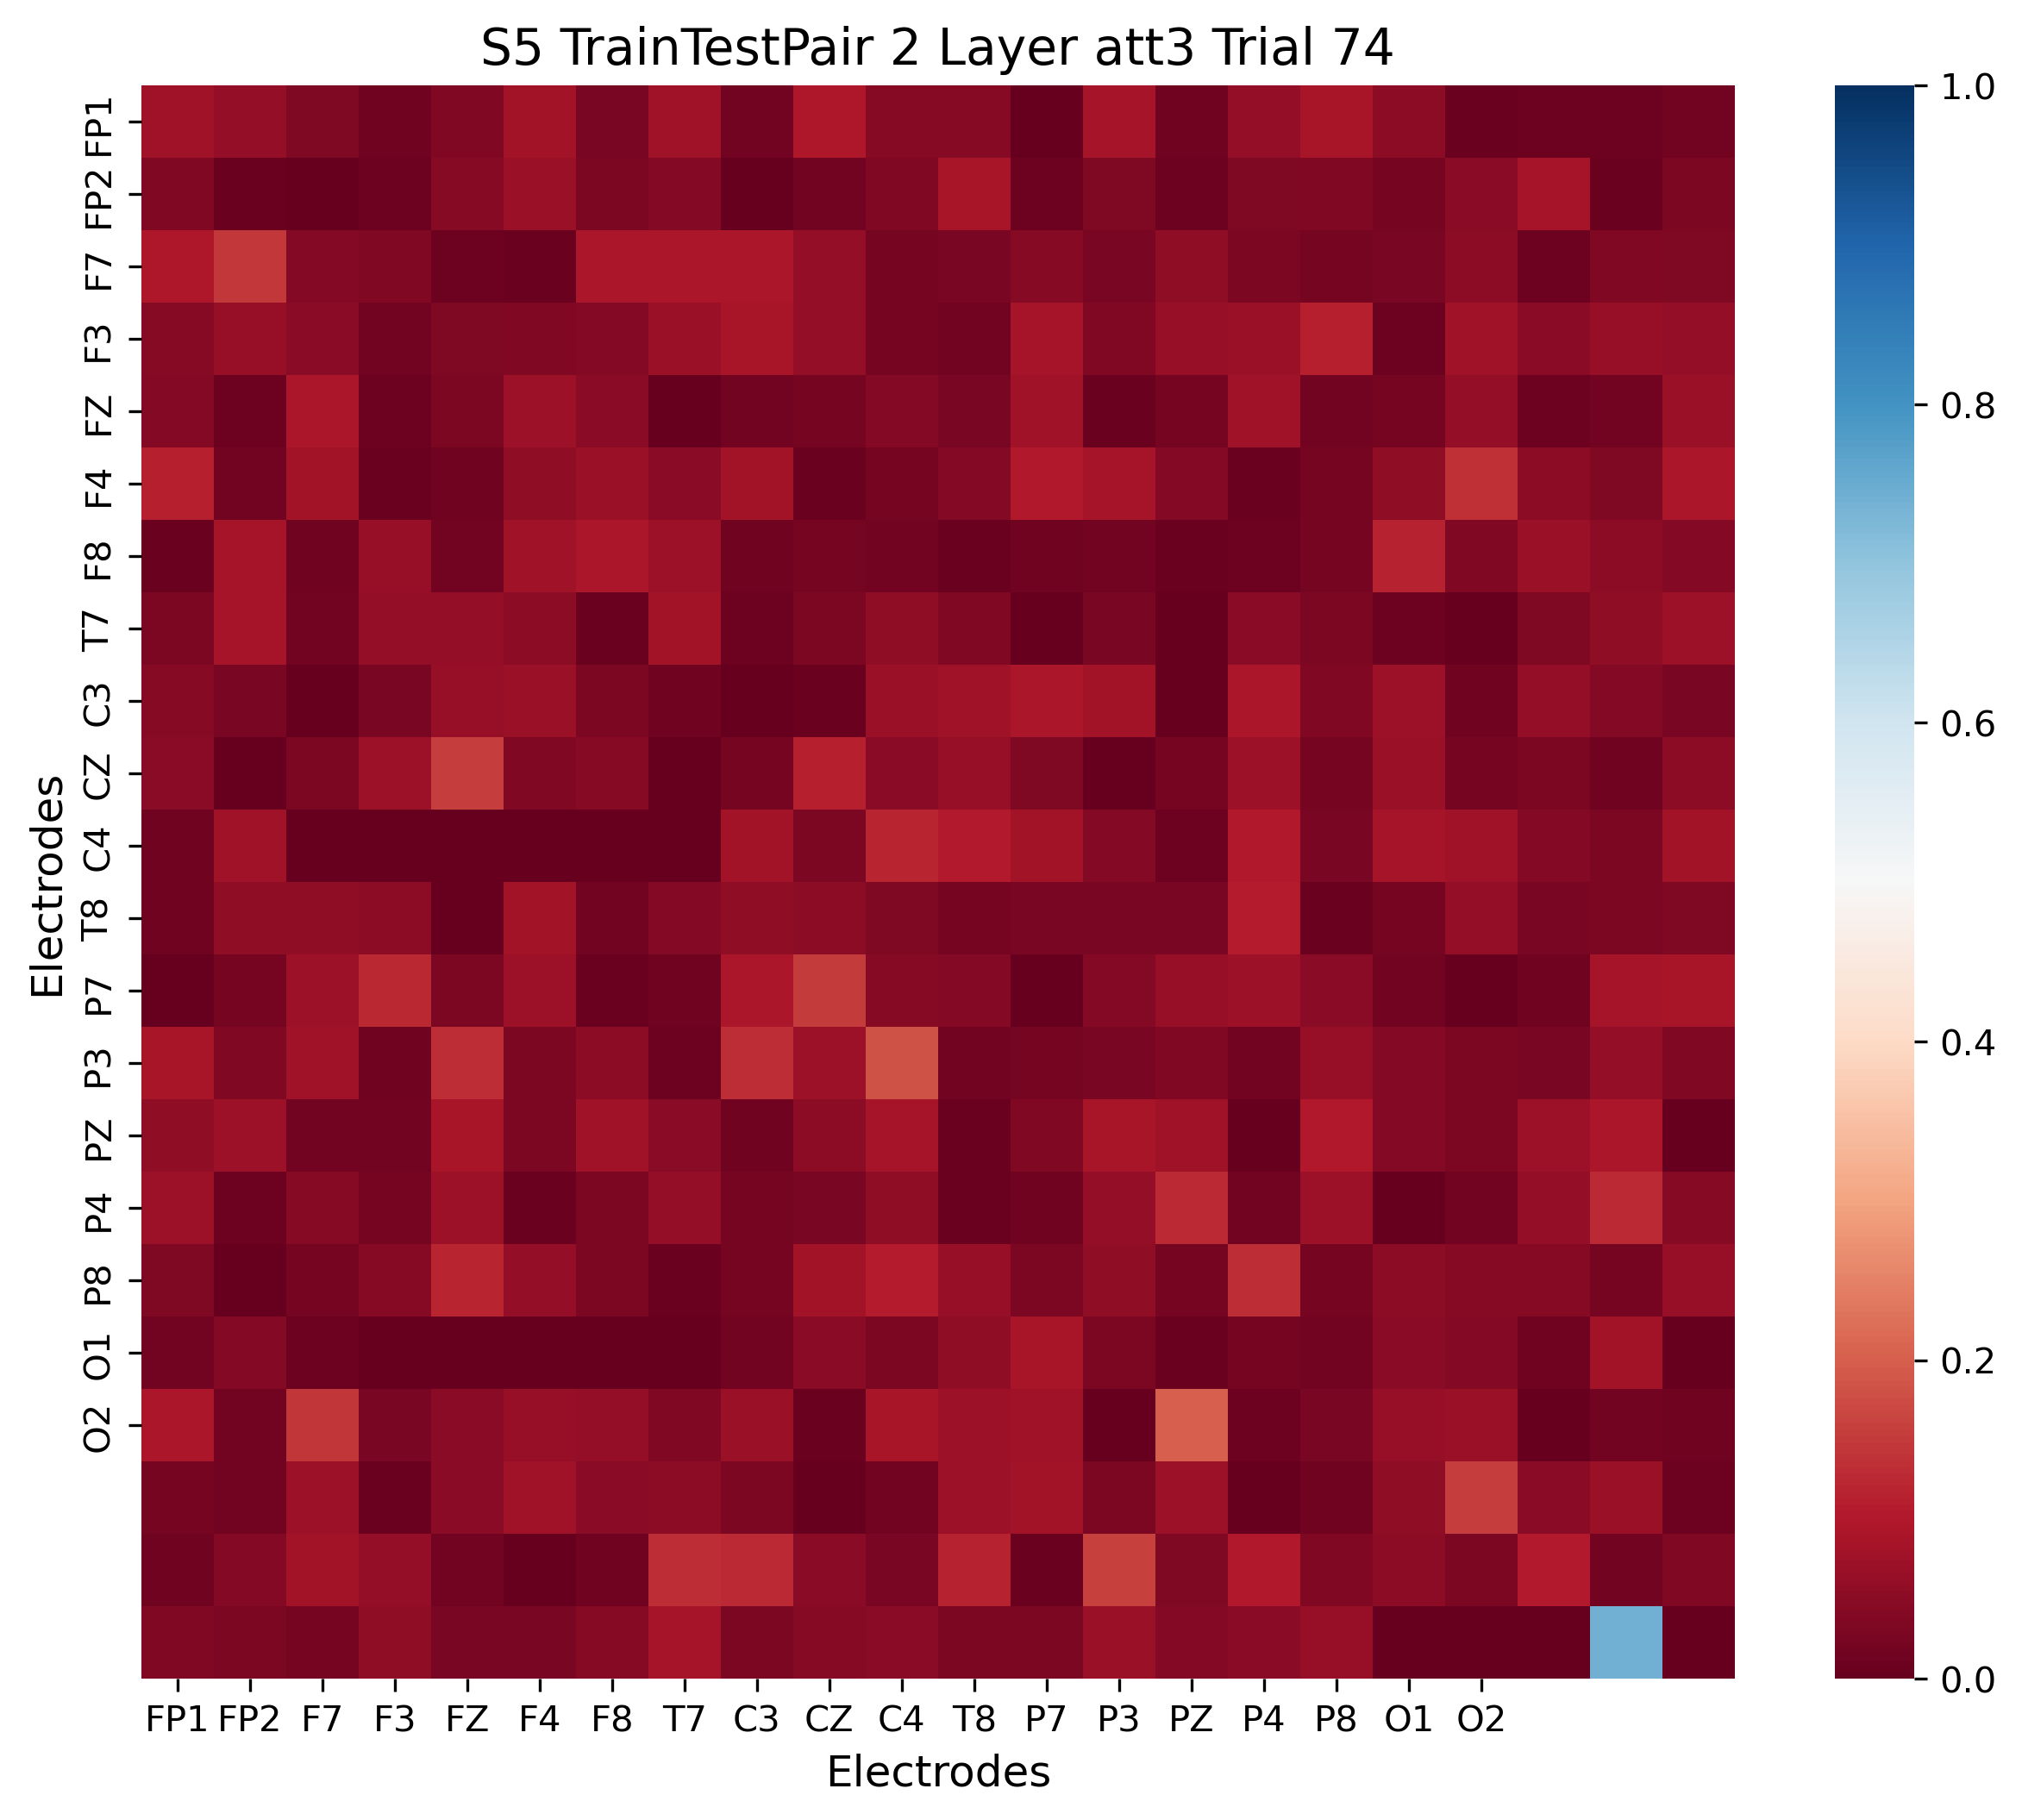 S5 TrainTestPair 2 Layer att3 Trial 74
Electrodes
FP1
FP2
F7
F3
FZ
F4
F8
T7
C3
CZ
C4
T8
P7
P3
PZ
P4
P8
O1
O2
FP1 FP2 F7 F3 FZ F4 F8 T7 C3 CZ C4 T8 P7 P3 PZ P4 P8 O1 O2
Electrodes
1.0
0.8
0.6
0.4
0.2
0.0